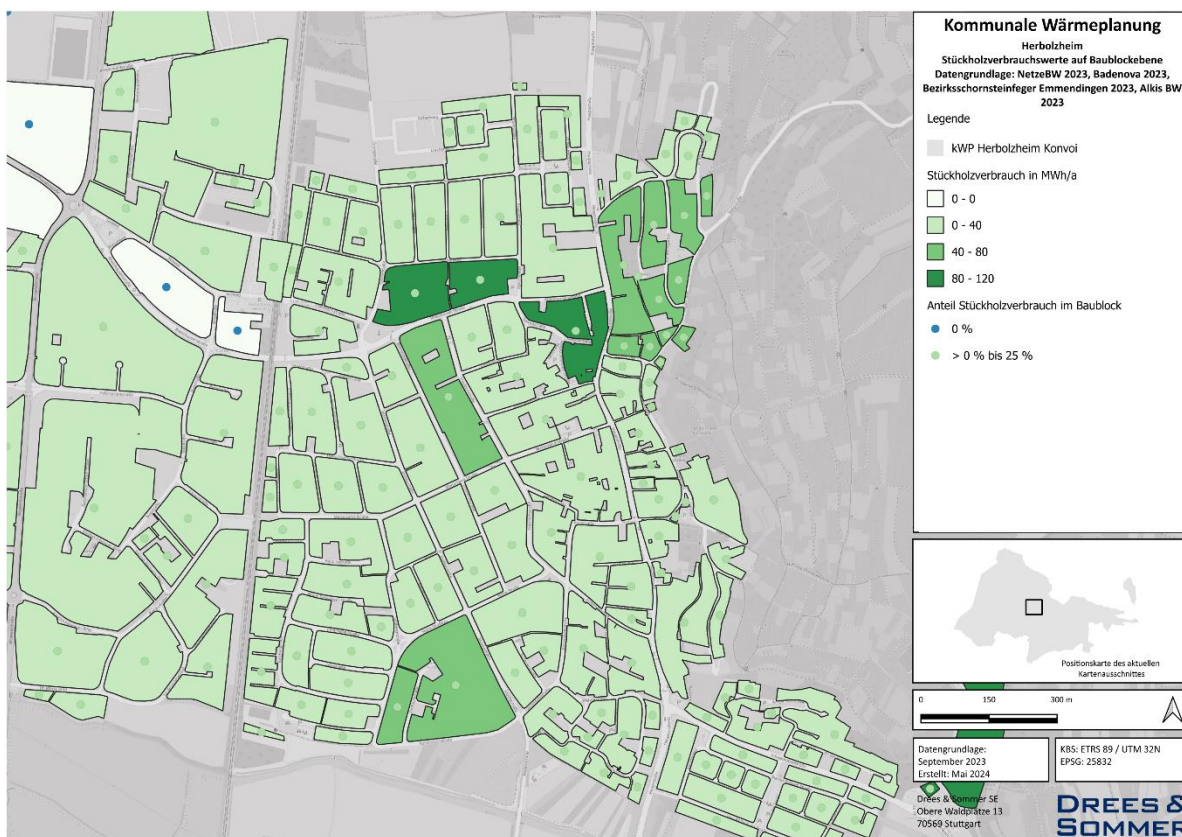 Kommunale Wärmeplanung
Herbolzheim
Stückholzverbrauchswerte auf Baublockebene
Datengrundlage: NetzeBW 2023, Badenova 2023,
Bezirksschornsteinfeger Emmendingen 2023, Alkis BW
2023
Legende
kWP Herbolzheim Konvoi
Stückholzverbrauch in MWh/a
0 - 0
0 - 40
40 - 80
80 - 120
Anteil Stückholzverbrauch im Baublock
0 %
> 0 % bis 25 %
Positionskarte des aktuellen
Kartenausschnittes
0 150 300 m
Datengrundlage:
September 2023
Erstellt: Mai 2024
KBS: ETRS 89 / UTM 32N
EPSG: 25832
Drees & Sommer SE
Obere Waldplätze 13
70569 Stuttgart
DREES &
SOMMER